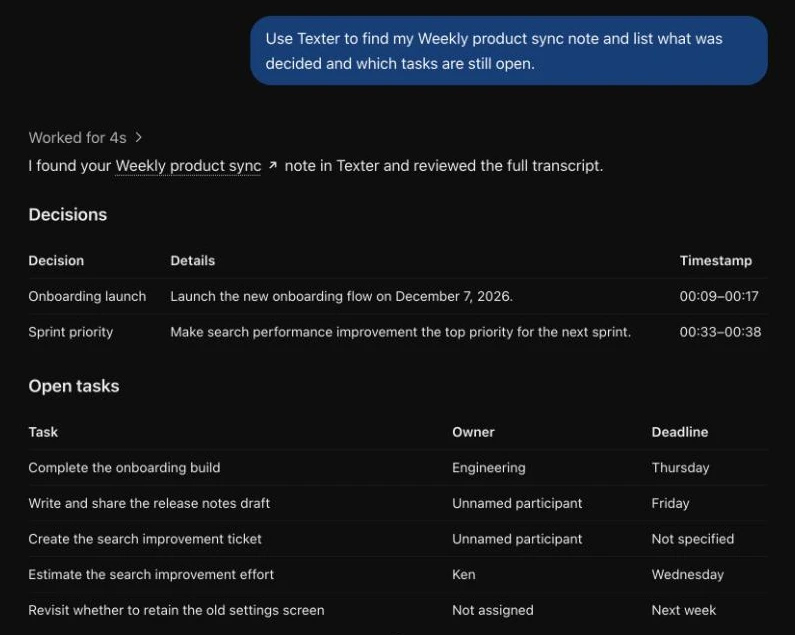 Use Texter to find my Weekly product sync note and list what was
decided and which tasks are still open.
Worked for 4s >
I found your Weekly product sync ↗ note in Texter and reviewed the full transcript.
Decisions
Decision Details Timestamp
Onboarding launch Launch the new onboarding flow on December 7, 2026. 00:09–00:17
Sprint priority Make search performance improvement the top priority for the next sprint. 00:33–00:38
Open tasks
Task Owner Deadline
Complete the onboarding build Engineering Thursday
Write and share the release notes draft Unnamed participant Friday
Create the search improvement ticket Unnamed participant Not specified
Estimate the search improvement effort Ken Wednesday
Revisit whether to retain the old settings screen Not assigned Next week